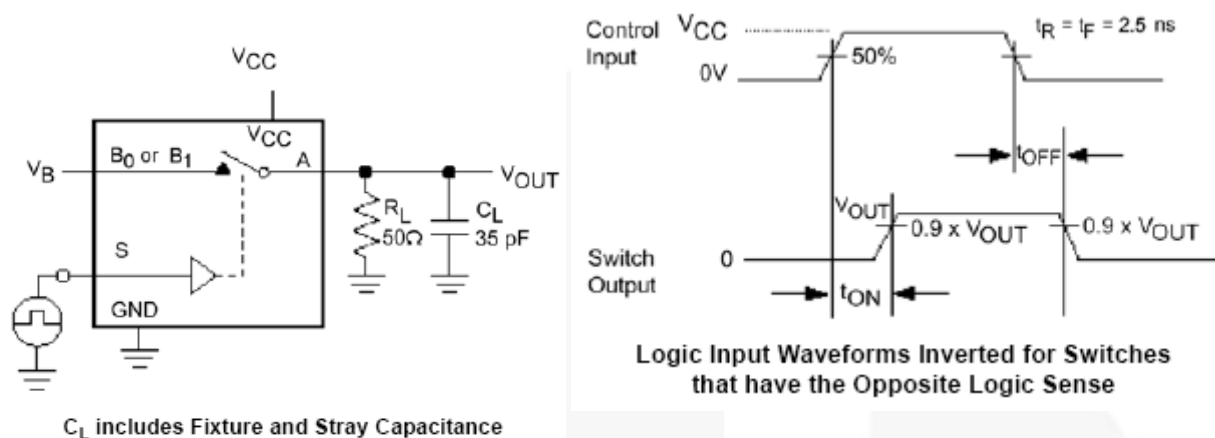 VCC
VCC
VB
B0 or B1
A
VOUT
RL
50Ω
CL
35 pF
S
GND
CL includes Fixture and Stray Capacitance
Control
Input
VCC
0V
50%
tR = tF = 2.5 ns
tOFF
VOUT
0.9 x VOUT
0.9 x VOUT
Switch
Output
0
tON
Logic Input Waveforms Inverted for Switches
that have the Opposite Logic Sense